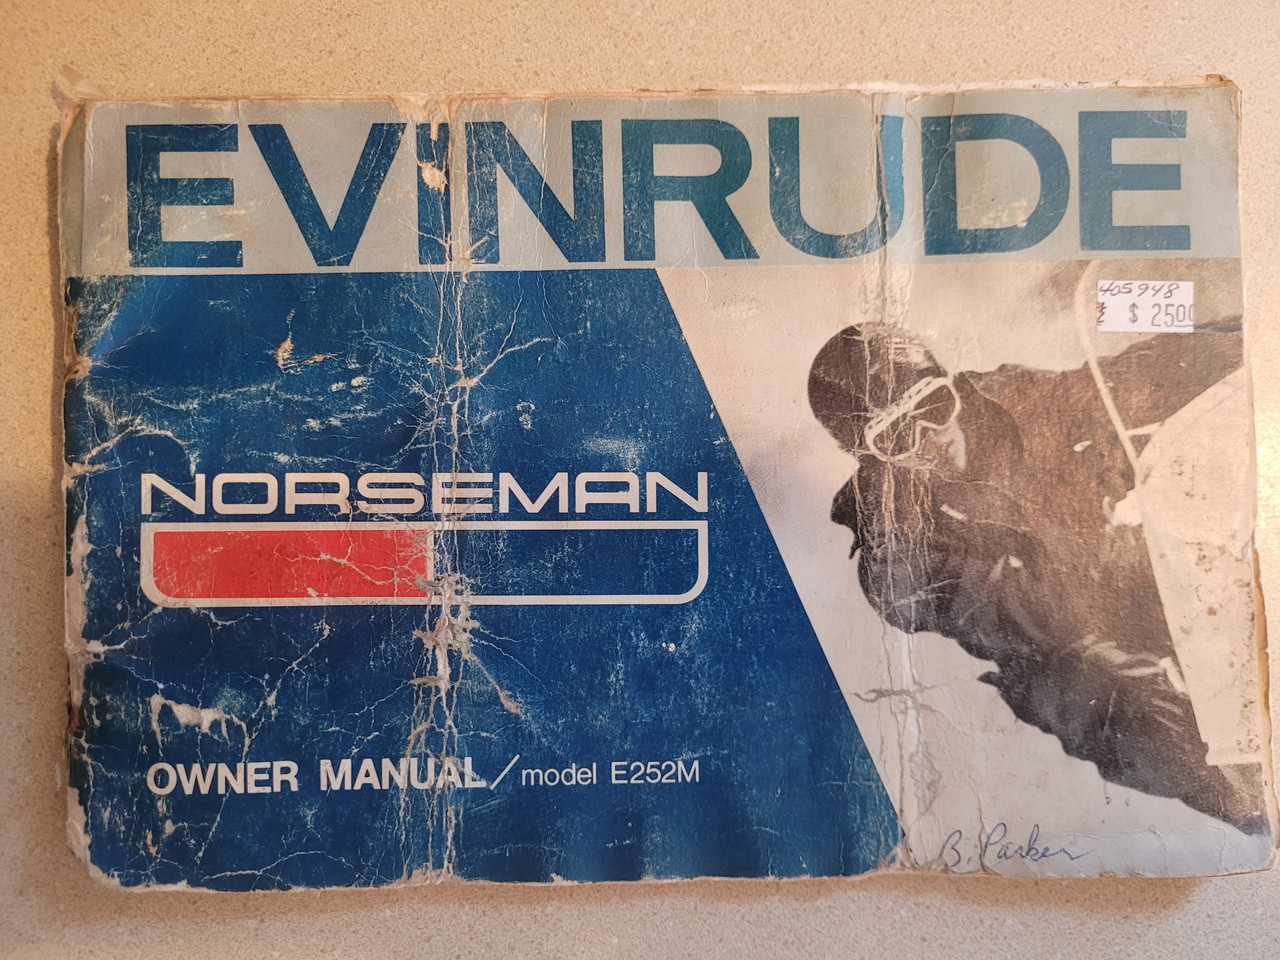 EVINRUDE
405948
$ 2500
NORSEMAN
OWNER MANUAL / model E252M
B. Parker